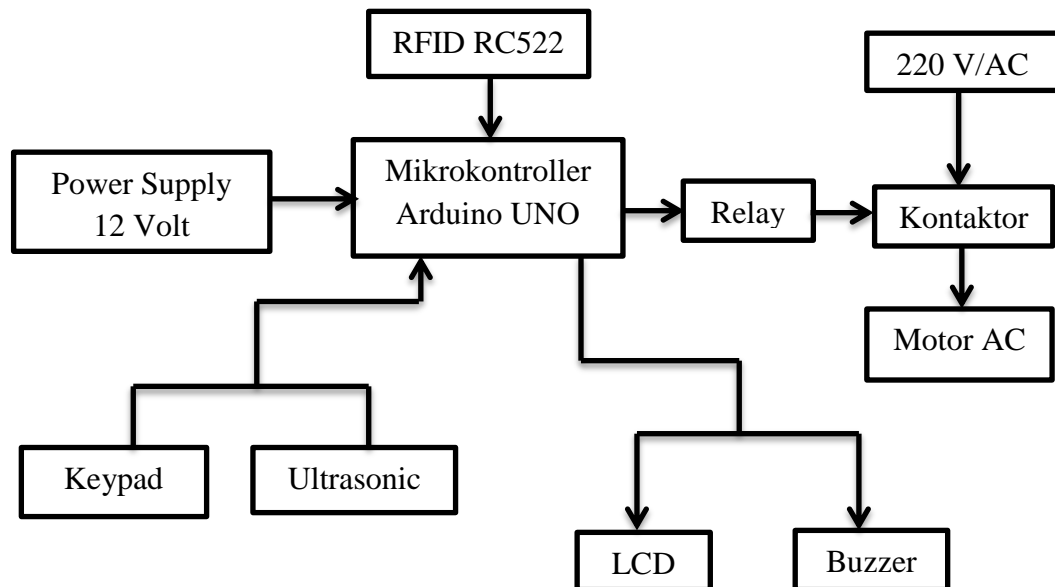 RFID RC522
220 V/AC
Power Supply
12 Volt
Mikrokontroller
Arduino UNO
Relay
Kontaktor
Motor AC
Keypad
Ultrasonic
LCD
Buzzer